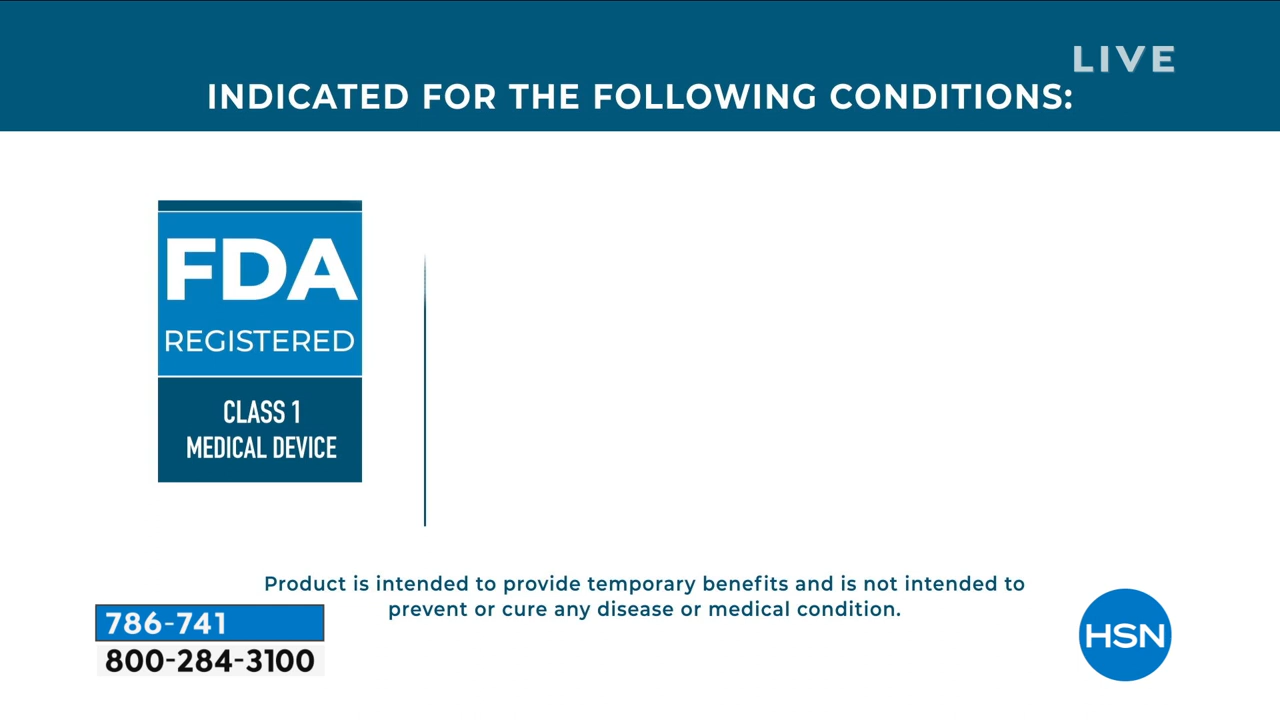 LIVE
INDICATED FOR THE FOLLOWING CONDITIONS:
FDA
REGISTERED
CLASS 1
MEDICAL DEVICE
Product is intended to provide temporary benefits and is not intended to
prevent or cure any disease or medical condition.
786-741
800-284-3100
HSN